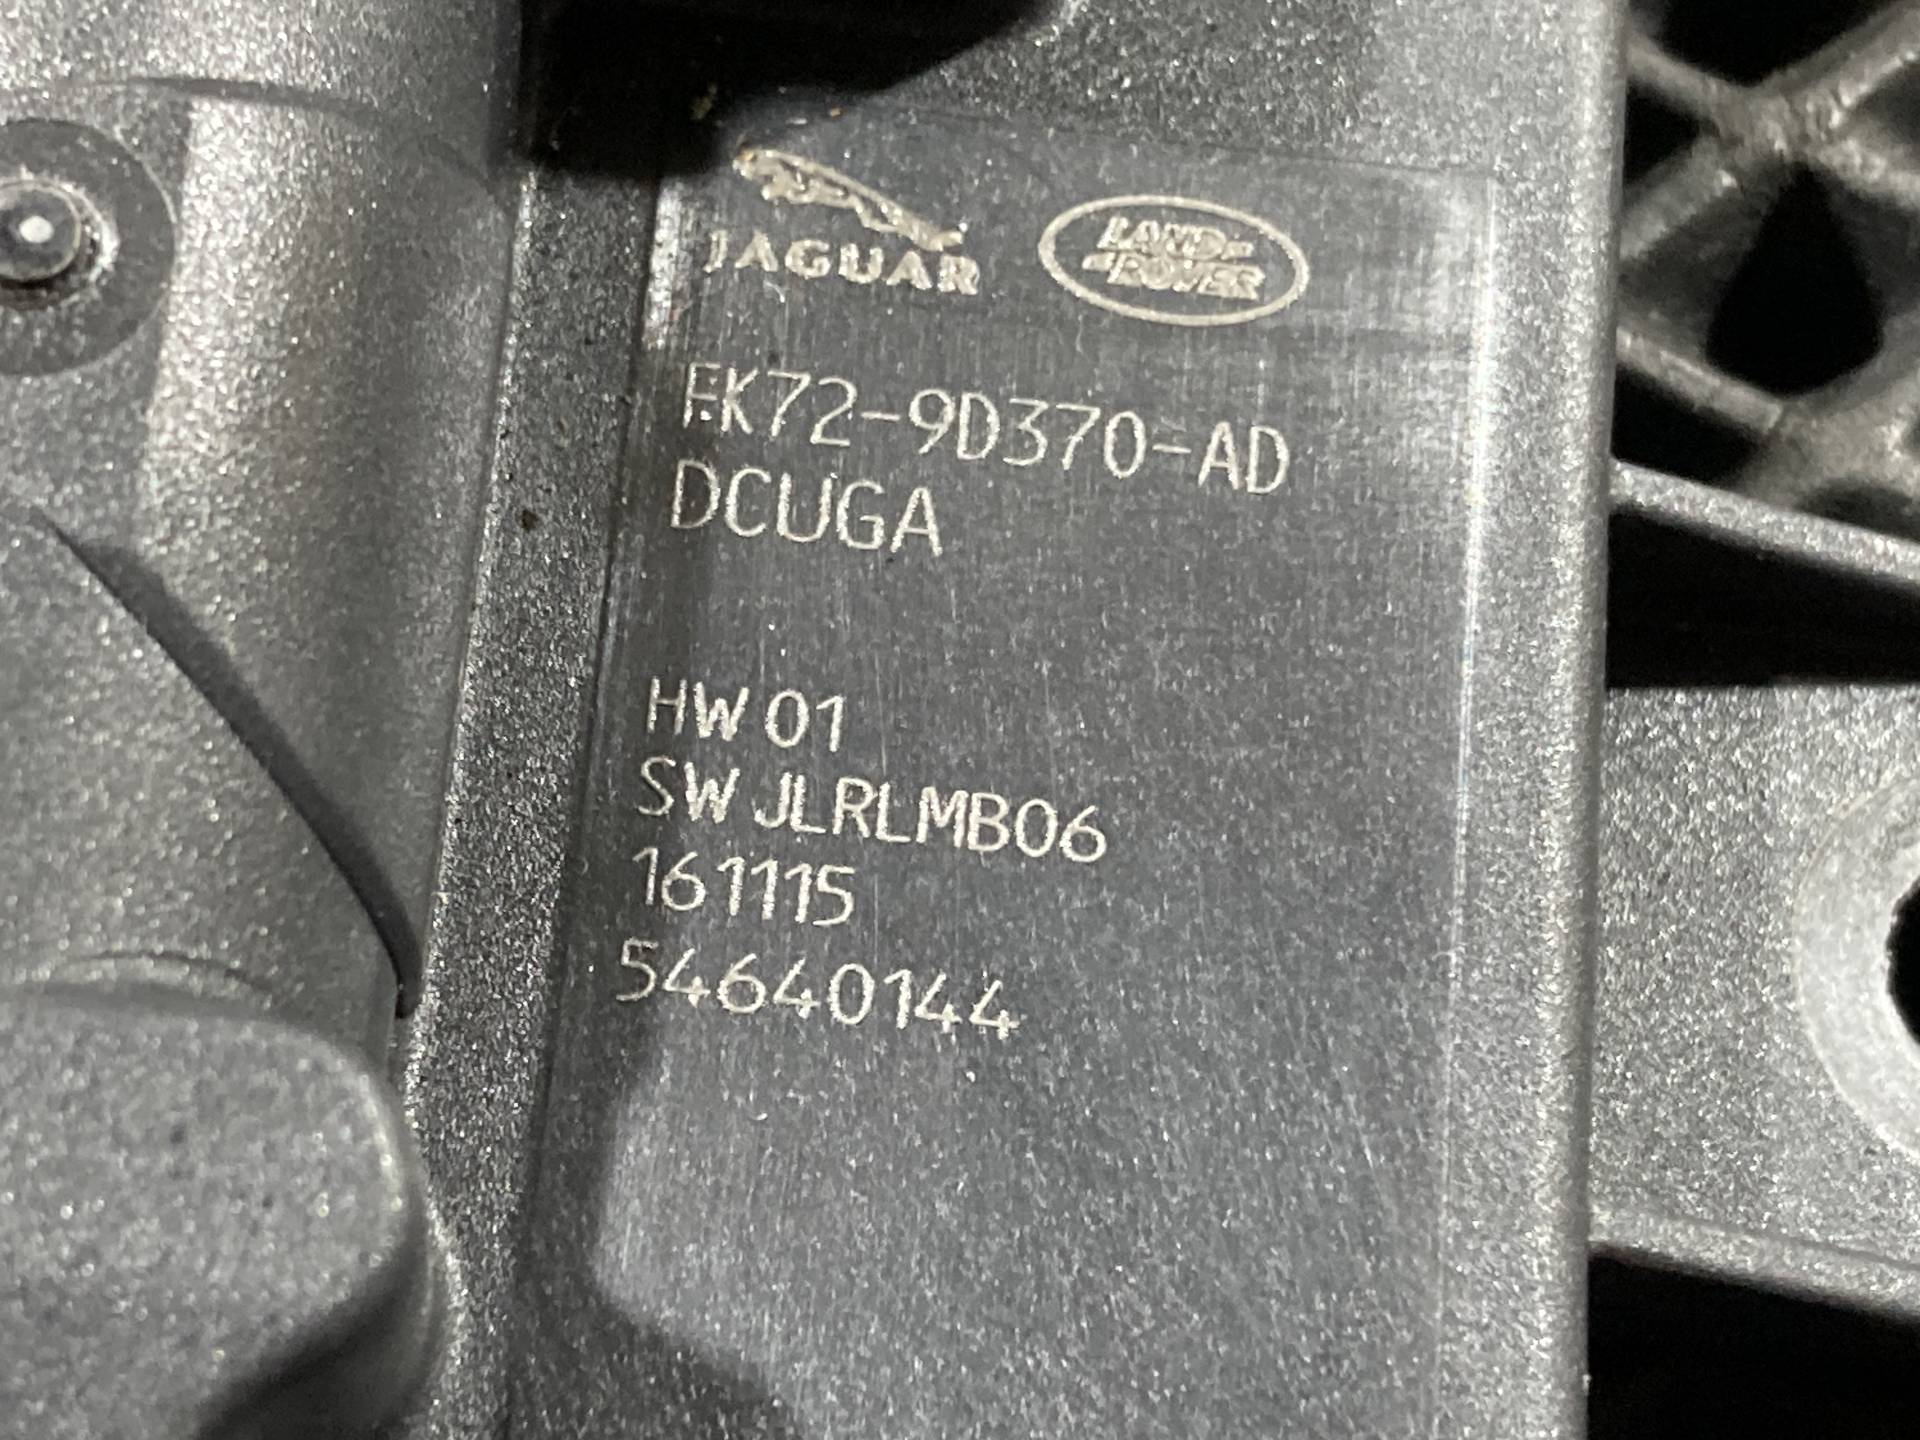 JAGUAR
LAND
ROVER
FK72-9D370-AD
DCUGA
HW 01
SW JLRLMB06
161115
54640144